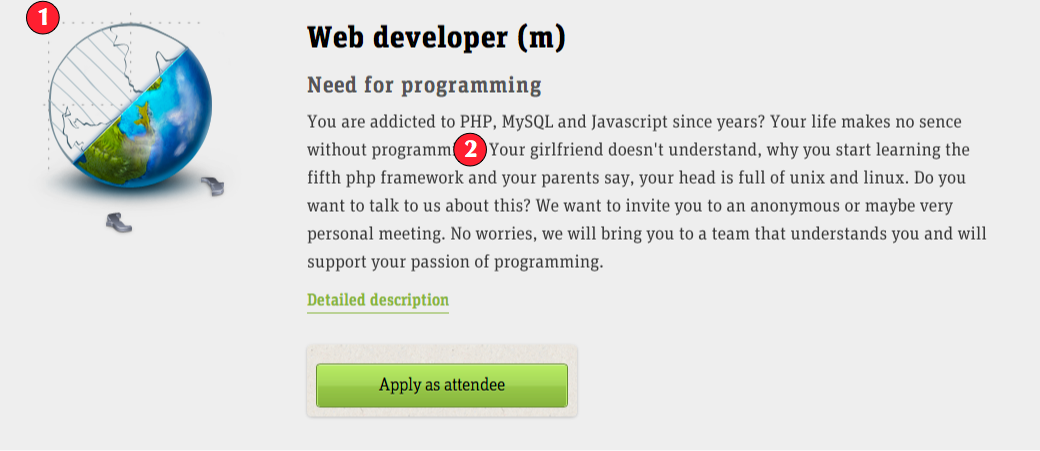 1
Web developer (m)
Need for programming
You are addicted to PHP, MySQL and Javascript since years? Your life makes no sence
without programm 2 Your girlfriend doesn't understand, why you start learning the
fifth php framework and your parents say, your head is full of unix and linux. Do you
want to talk to us about this? We want to invite you to an anonymous or maybe very
personal meeting. No worries, we will bring you to a team that understands you and will
support your passion of programming.
Detailed description
Apply as attendee